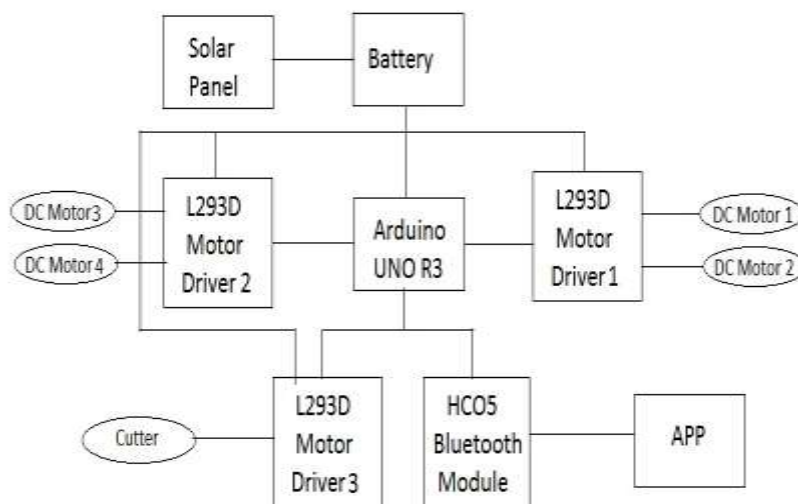 Solar
Panel
Battery
DC Motor3
DC Motor 4
L293D
Motor
Driver 2
Arduino
UNO R3
L293D
Motor
Driver 1
DC Motor 1
DC Motor 2
Cutter
L293D
Motor
Driver 3
HCO5
Bluetooth
Module
APP